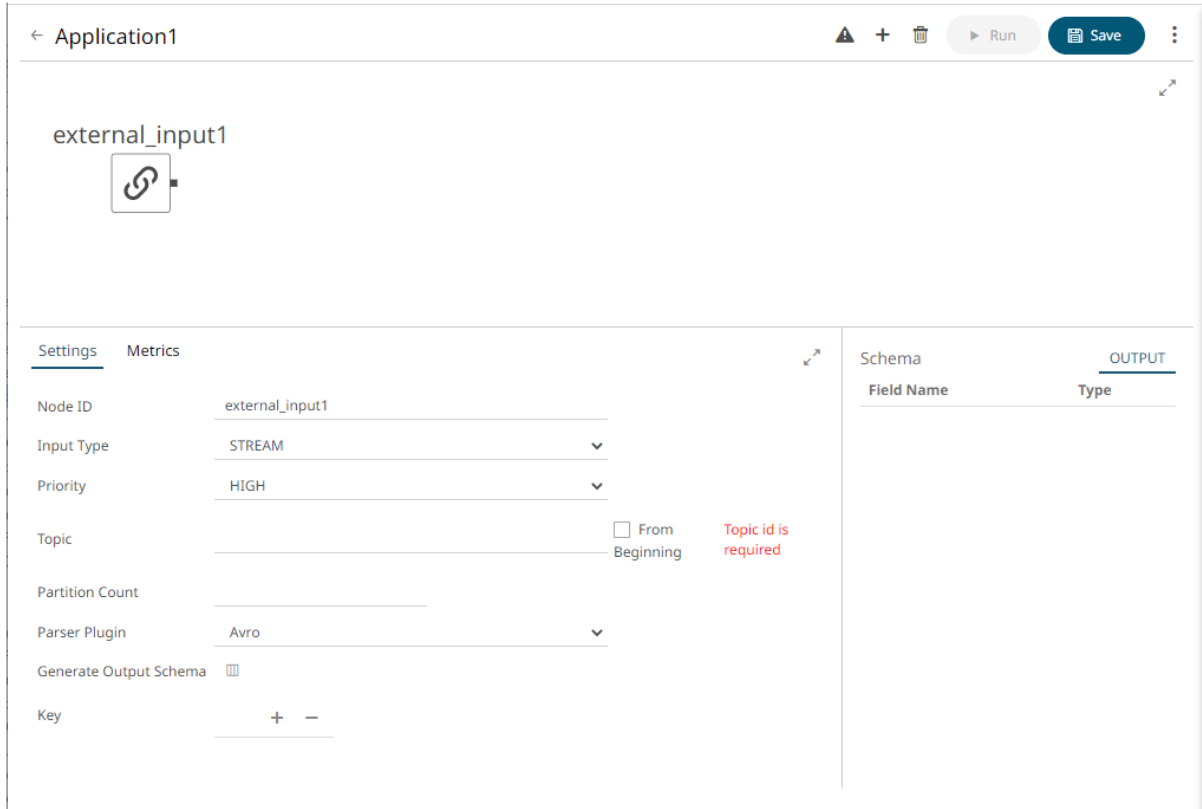 Application1
Run
Save
external_input1
Settings
Metrics
Node ID
external_input1
Input Type
STREAM
Priority
HIGH
Topic
From
Beginning
Topic id is
required
Partition Count
Parser Plugin
Avro
Generate Output Schema
Key
Schema
OUTPUT
Field Name
Type